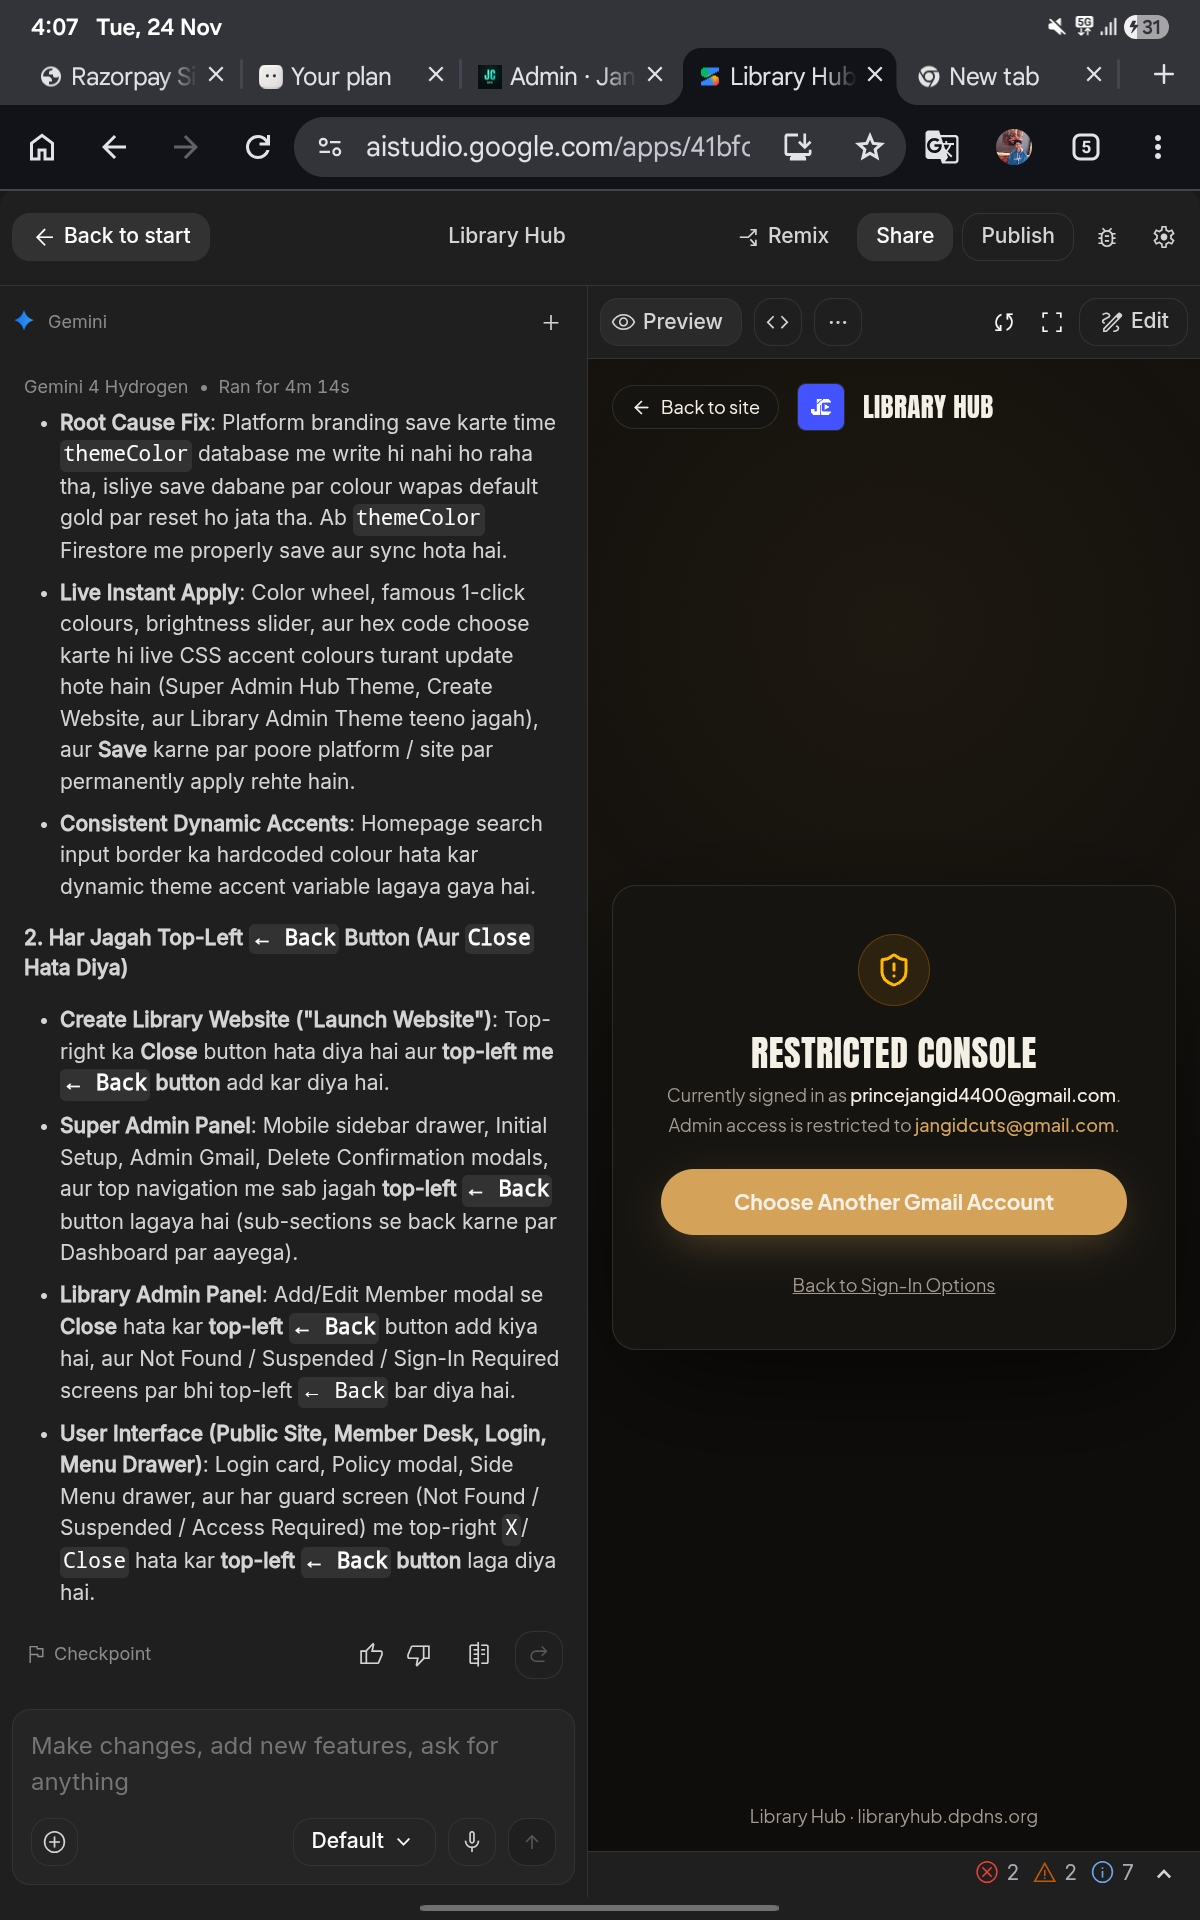 4:07 Tue, 24 Nov
5G
31
Razorpay Si
Your plan
Admin · Jan
Library Hub
New tab
aistudio.google.com/apps/41bfc
5
Back to start
Library Hub
Remix
Share
Publish
Gemini
Preview
Edit
Gemini 4 Hydrogen • Ran for 4m 14s
• Root Cause Fix: Platform branding save karte time
themeColor database me write hi nahi ho raha
tha, isliye save dabane par colour wapas default
gold par reset ho jata tha. Ab themeColor
Firestore me properly save aur sync hota hai.
• Live Instant Apply: Color wheel, famous 1-click
colours, brightness slider, aur hex code choose
karte hi live CSS accent colours turant update
hote hain (Super Admin Hub Theme, Create
Website, aur Library Admin Theme teeno jagah),
aur Save karne par poore platform / site par
permanently apply rehte hain.
• Consistent Dynamic Accents: Homepage search
input border ka hardcoded colour hata kar
dynamic theme accent variable lagaya gaya hai.
2. Har Jagah Top-Left ← Back Button (Aur Close
Hata Diya)
• Create Library Website ("Launch Website"): Top-
right ka Close button hata diya hai aur top-left me
← Back button add kar diya hai.
• Super Admin Panel: Mobile sidebar drawer, Initial
Setup, Admin Gmail, Delete Confirmation modals,
aur top navigation me sab jagah top-left ← Back
button lagaya hai (sub-sections se back karne par
Dashboard par aayega).
• Library Admin Panel: Add/Edit Member modal se
Close hata kar top-left ← Back button add kiya
hai, aur Not Found / Suspended / Sign-In Required
screens par bhi top-left ← Back bar diya hai.
• User Interface (Public Site, Member Desk, Login,
Menu Drawer): Login card, Policy modal, Side
Menu drawer, aur har guard screen (Not Found /
Suspended / Access Required) me top-right X /
Close hata kar top-left ← Back button laga diya
hai.
Checkpoint
Make changes, add new features, ask for
anything
Default
← Back to site
JC
LIBRARY HUB
RESTRICTED CONSOLE
Currently signed in as princejangid4400@gmail.com.
Admin access is restricted to jangidcuts@gmail.com.
Choose Another Gmail Account
Back to Sign-In Options
Library Hub · libraryhub.dpdns.org
2 2 7